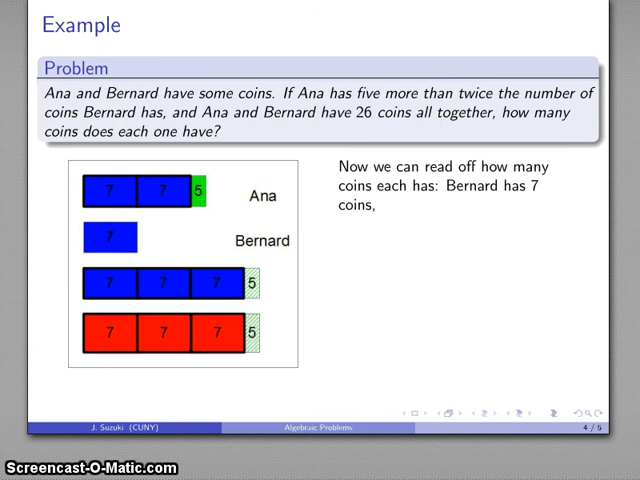 Example
Problem
Ana and Bernard have some coins. If Ana has five more than twice the number of
coins Bernard has, and Ana and Bernard have 26 coins all together, how many
coins does each one have?
7 7 5 Ana
7 Bernard
7 7 7 5
7 7 7 5
Now we can read off how many
coins each has: Bernard has 7
coins,
J. Suzuki (CUNY) Algebraic Problems 4 / 5
Screencast-O-Matic.com